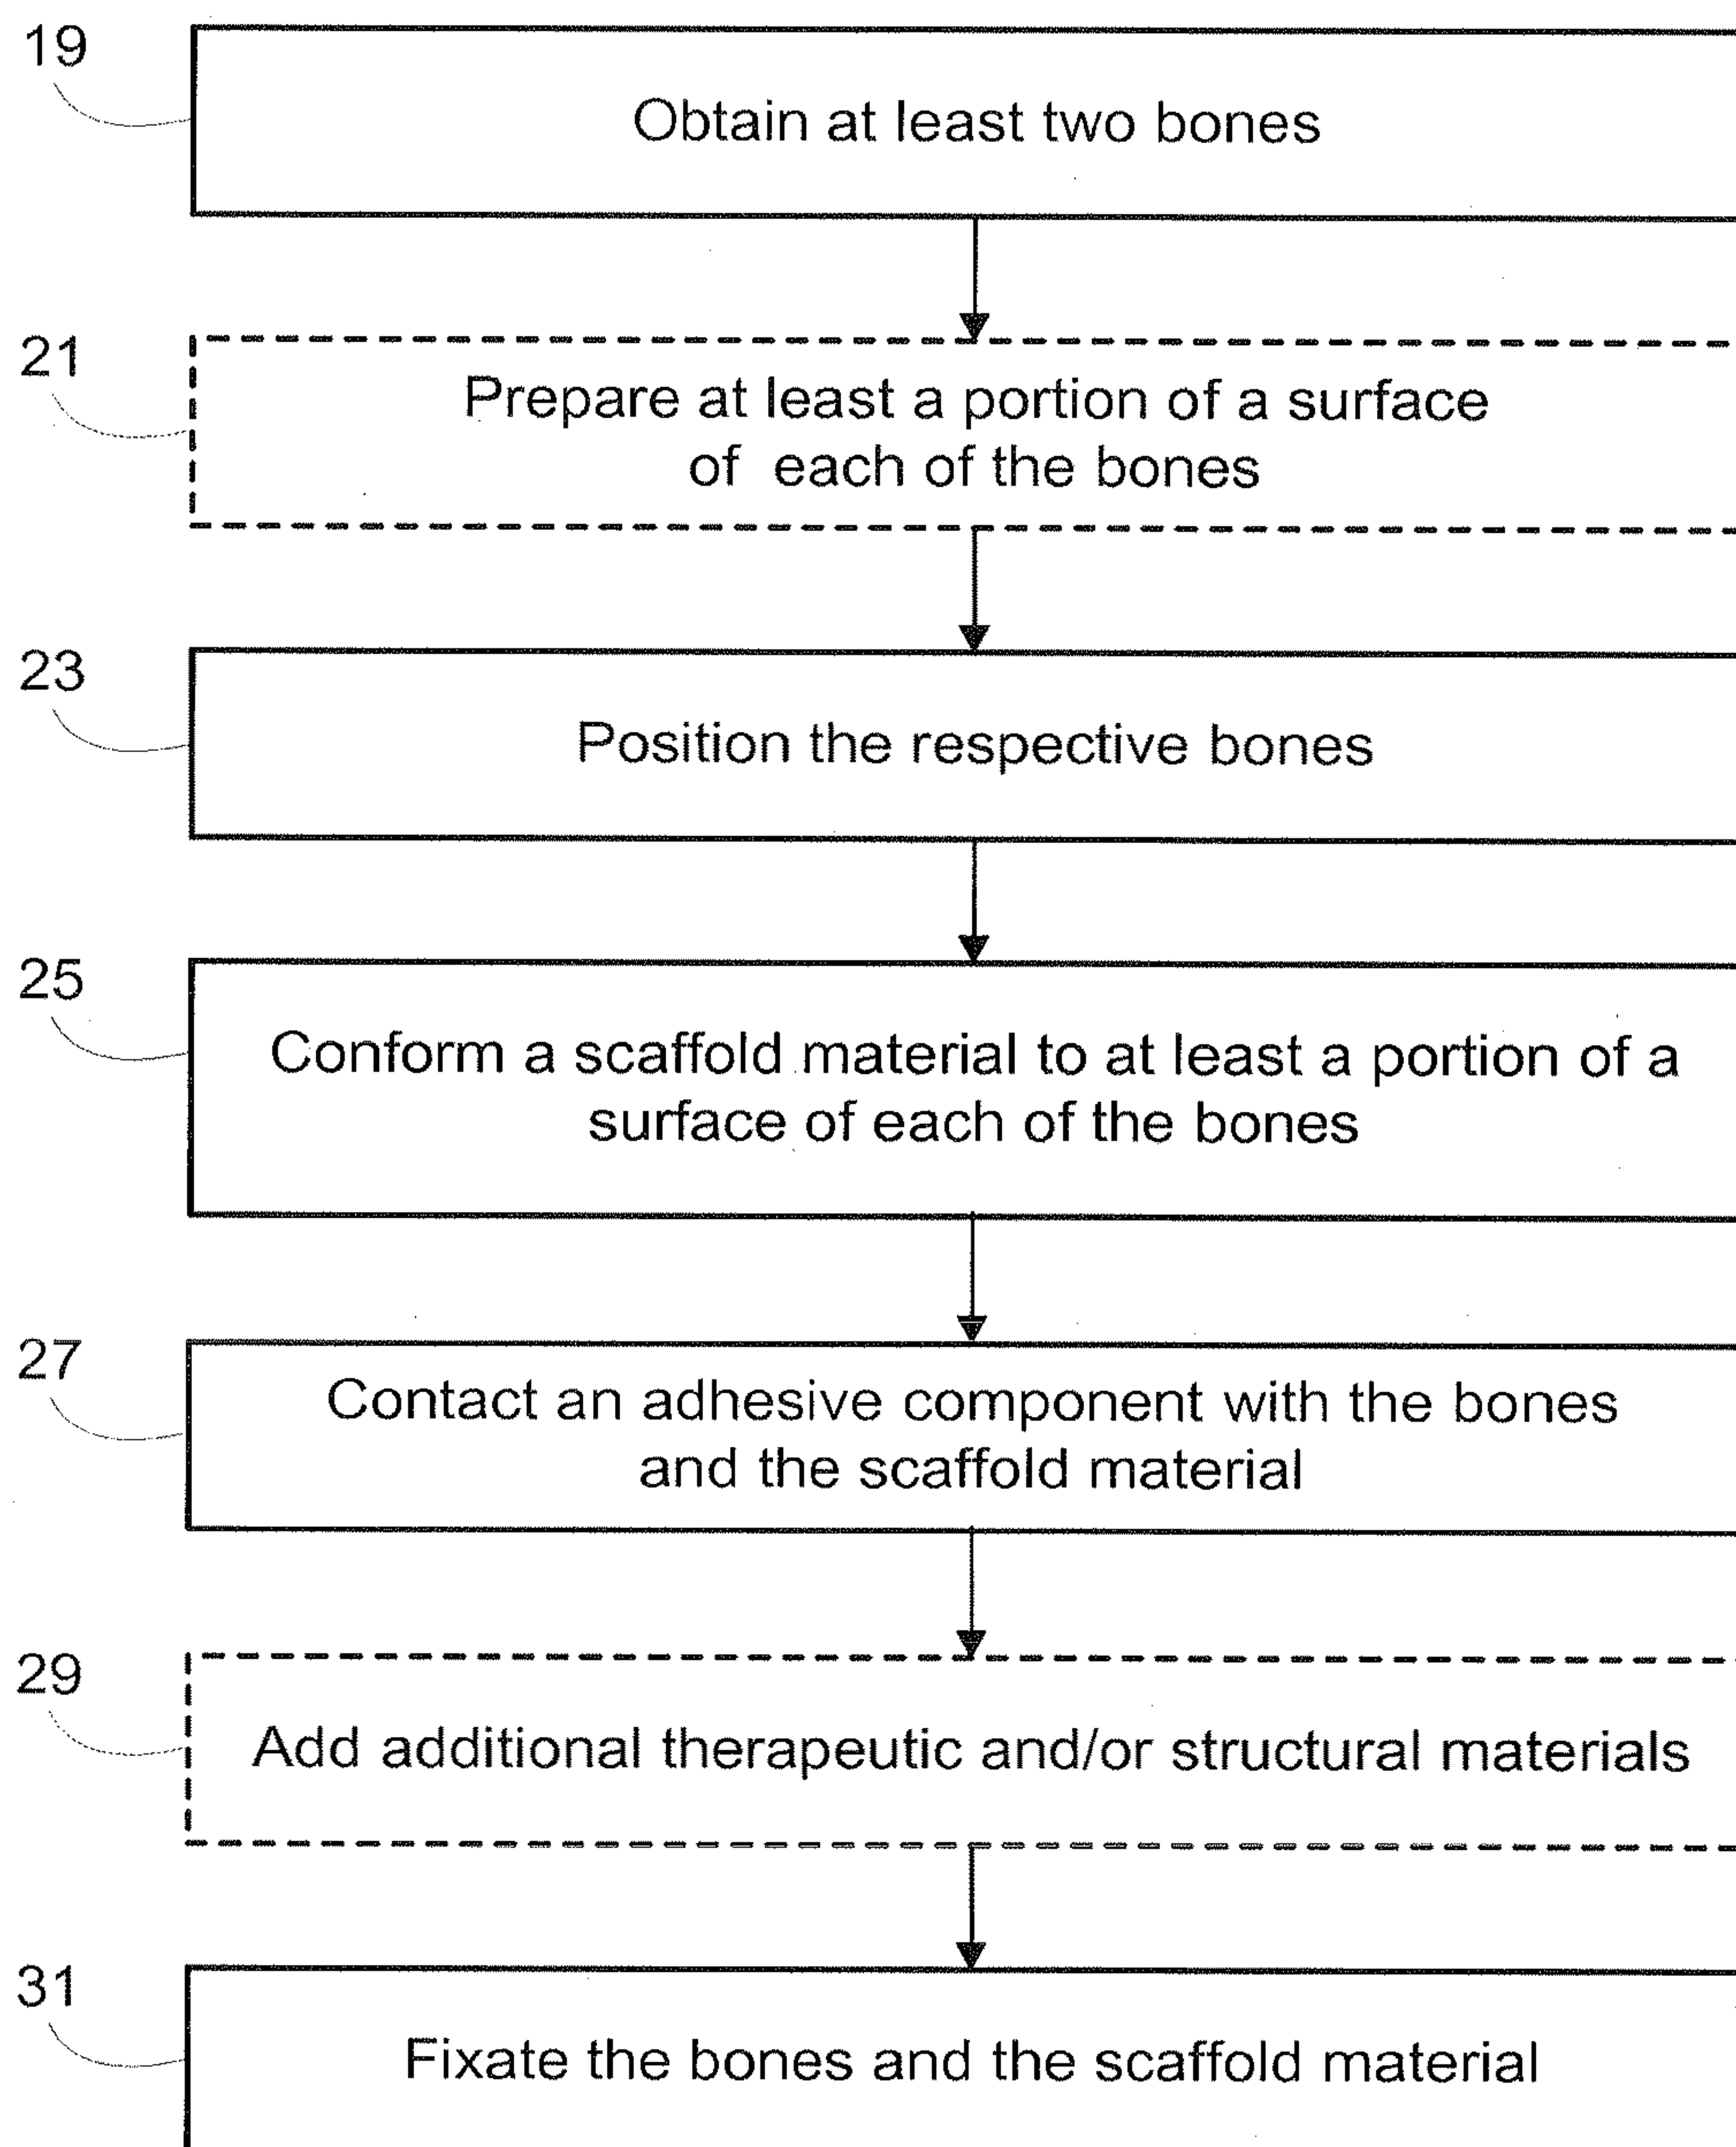 19
Obtain at least two bones
21
Prepare at least a portion of a surface
of each of the bones
23
Position the respective bones
25
Conform a scaffold material to at least a portion of a
surface of each of the bones
27
Contact an adhesive component with the bones
and the scaffold material
29
Add additional therapeutic and/or structural materials
31
Fixate the bones and the scaffold material